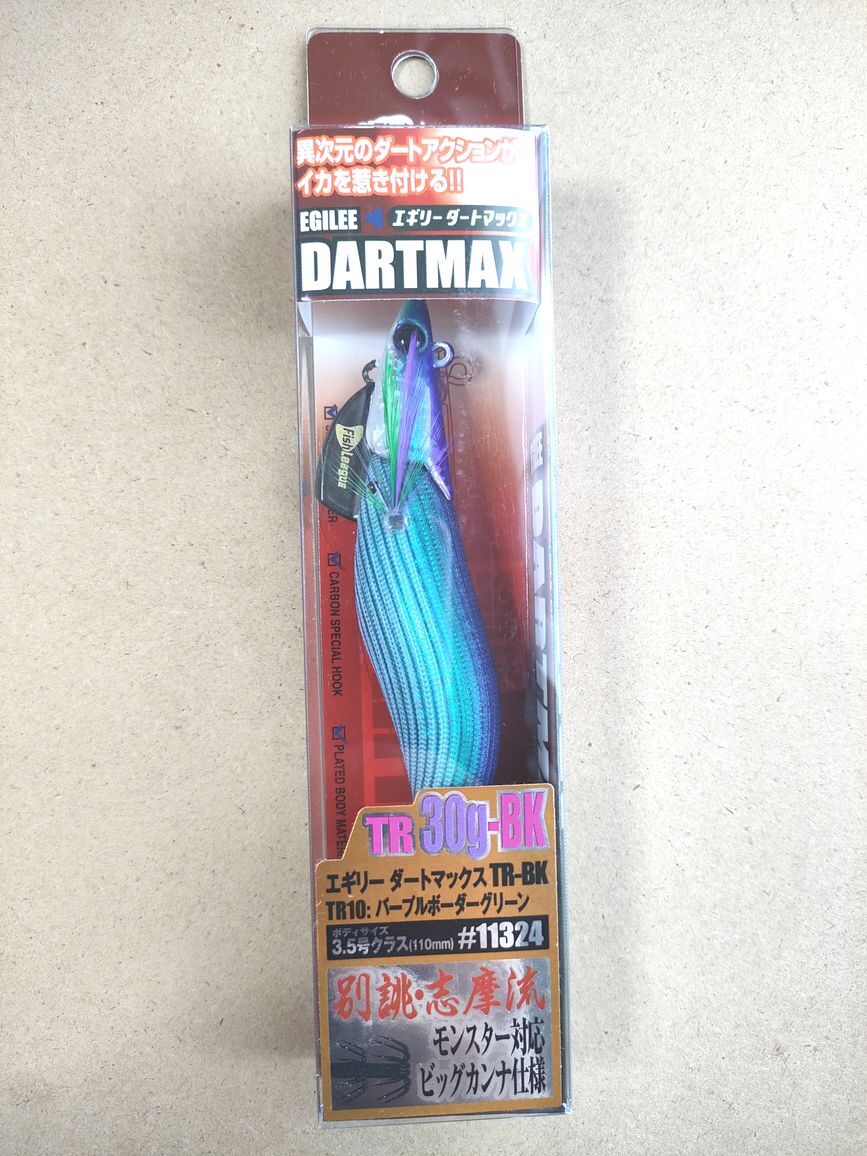 異次元のダートアクションが
イカを惹き付ける!!
EGILEE エギリー ダートマックス
DARTMAX
FishLeague
CARBON SPECIAL HOOK
PLATED BODY
TR 30g-BK
エギリー ダートマックス TR-BK
TR10: パープルボーダーグリーン
ボディサイズ
3.5号クラス(110mm) #11324
別誂・志摩流
モンスター対応
ビッグカンナ仕様